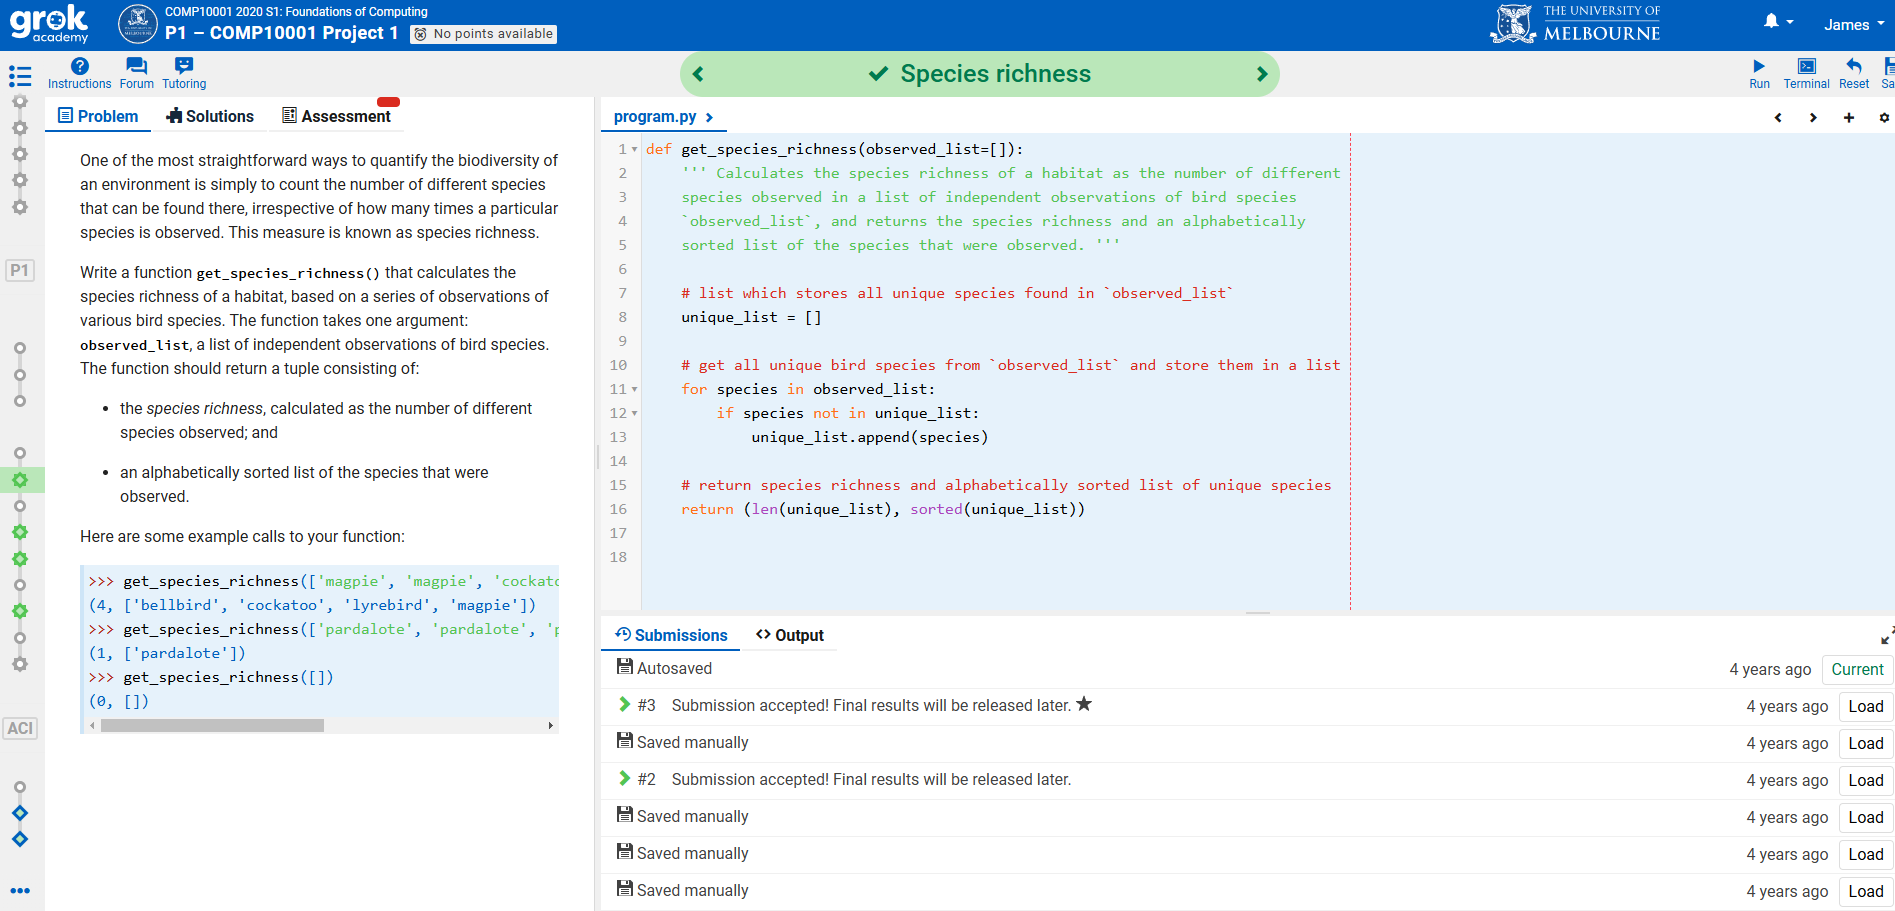 grok
academy
COMP10001 2020 S1: Foundations of Computing
P1 – COMP10001 Project 1
No points available
THE UNIVERSITY OF
MELBOURNE
James
Instructions
Forum
Tutoring
Species richness
Run
Terminal
Reset
Sa
Problem
Solutions
Assessment
P1
ACI
One of the most straightforward ways to quantify the biodiversity of
an environment is simply to count the number of different species
that can be found there, irrespective of how many times a particular
species is observed. This measure is known as species richness.
Write a function get_species_richness() that calculates the
species richness of a habitat, based on a series of observations of
various bird species. The function takes one argument:
observed_list, a list of independent observations of bird species.
The function should return a tuple consisting of:
• the species richness, calculated as the number of different
species observed; and
• an alphabetically sorted list of the species that were
observed.
Here are some example calls to your function:
>>> get_species_richness(['magpie', 'magpie', 'cockato
(4, ['bellbird', 'cockatoo', 'lyrebird', 'magpie'])
>>> get_species_richness(['pardalote', 'pardalote', 'p
(1, ['pardalote'])
>>> get_species_richness([])
(0, [])
program.py
1 def get_species_richness(observed_list=[]):
2 ''' Calculates the species richness of a habitat as the number of different
3 species observed in a list of independent observations of bird species
4 `observed_list`, and returns the species richness and an alphabetically
5 sorted list of the species that were observed. '''
6
7 # list which stores all unique species found in `observed_list`
8 unique_list = []
9
10 # get all unique bird species from `observed_list` and store them in a list
11 for species in observed_list:
12 if species not in unique_list:
13 unique_list.append(species)
14
15 # return species richness and alphabetically sorted list of unique species
16 return (len(unique_list), sorted(unique_list))
17
18
Submissions
Output
Autosaved 4 years ago Current
#3 Submission accepted! Final results will be released later. 4 years ago Load
Saved manually 4 years ago Load
#2 Submission accepted! Final results will be released later. 4 years ago Load
Saved manually 4 years ago Load
Saved manually 4 years ago Load
Saved manually 4 years ago Load